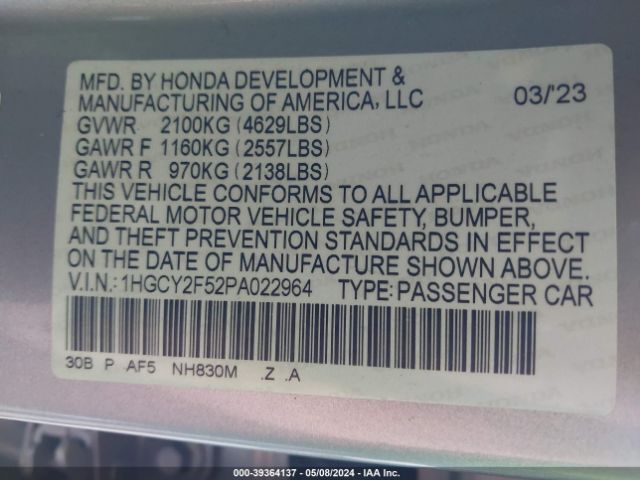 MFD. BY HONDA DEVELOPMENT &
MANUFACTURING OF AMERICA, LLC 03/'23
GVWR 2100KG (4629LBS)
GAWR F 1160KG (2557LBS)
GAWR R 970KG (2138LBS)
THIS VEHICLE CONFORMS TO ALL APPLICABLE
FEDERAL MOTOR VEHICLE SAFETY, BUMPER,
AND THEFT PREVENTION STANDARDS IN EFFECT
ON THE DATE OF MANUFACTURE SHOWN ABOVE.
V.I.N.: 1HGCY2F52PA022964 TYPE: PASSENGER CAR
30B P AF5 NH830M .Z .A
000-39364137 - 05/08/2024 - IAA Inc.